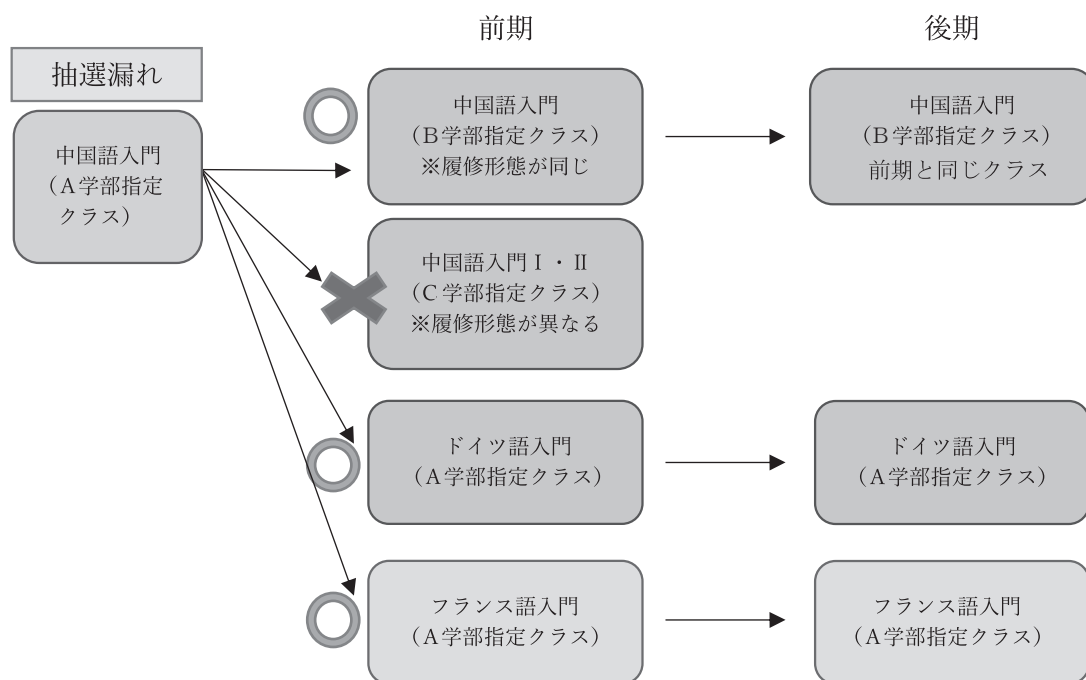 前期
後期
抽選漏れ
中国語入門
（A学部指定
クラス）
中国語入門
（B学部指定クラス）
※履修形態が同じ
中国語入門
（B学部指定クラス）
前期と同じクラス
中国語入門Ⅰ・Ⅱ
（C学部指定クラス）
※履修形態が異なる
ドイツ語入門
（A学部指定クラス）
ドイツ語入門
（A学部指定クラス）
フランス語入門
（A学部指定クラス）
フランス語入門
（A学部指定クラス）